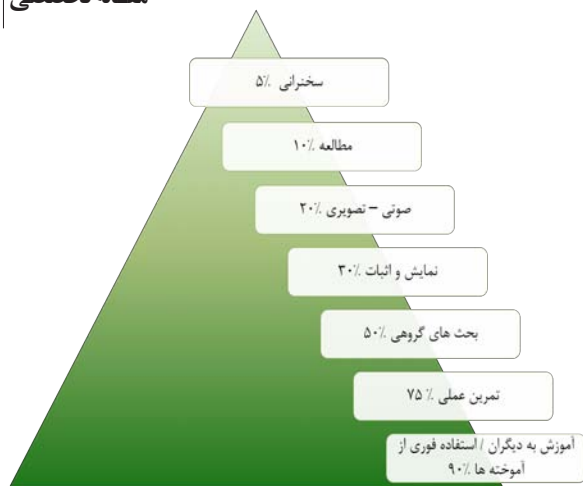 سخنرانی ۵٪
مطالعه ۱۰٪
صوتی – تصویری ۲۰٪
نمایش و اثبات ۳۰٪
بحث های گروهی ۵۰٪
تمرین عملی ۷۵ ٪
آموزش به دیگران / استفاده فوری از
آموخته ها ۹۰٪